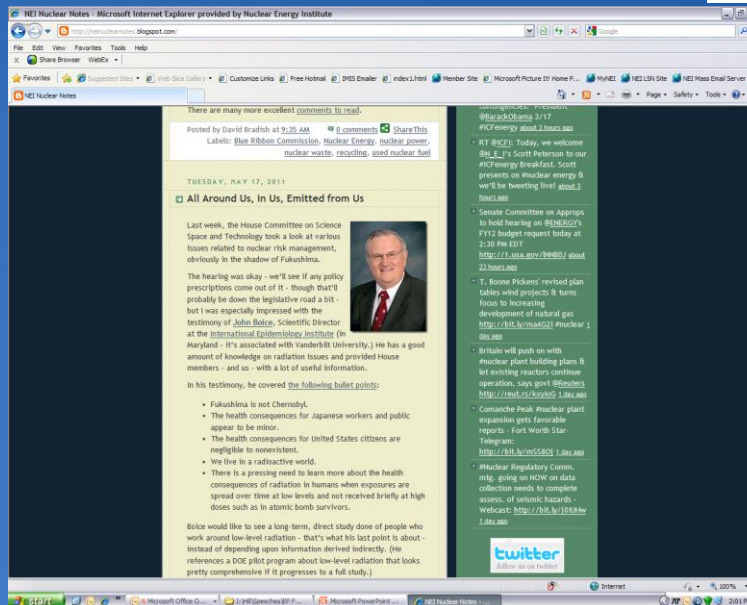 NEI Nuclear Notes - Microsoft Internet Explorer provided by Nuclear Energy Institute
http://neinuclearnotes.blogspot.com/
Google
File Edit View Favorites Tools Help
x Share Browser WebEx
Favorites Suggested Sites Web Slice Gallery Customize Links Free Hotmail IMIS Emailer index1.html Member Site Microsoft Picture It! Home P... MyNEI NEI LSN Site NEI Mass Email Server
NEI Nuclear Notes
Page Safety Tools
There are many more excellent comments to read.
Posted by David Bradish at 9:35 AM 0 comments ShareThis
Labels: Blue Ribbon Commission, Nuclear Energy, nuclear power,
nuclear waste, recycling, used nuclear fuel
TUESDAY, MAY 17, 2011
All Around Us, In Us, Emitted from Us
Last week, the House Committee on Science
Space and Technology took a look at various
issues related to nuclear risk management,
obviously in the shadow of Fukushima.
The hearing was okay - we'll see if any policy
prescriptions come out of it - though that'll
probably be down the legislative road a bit -
but I was especially impressed with the
testimony of John Boice, Scientific Director
at the International Epidemiology Institute (in
Maryland - it's associated with Vanderbilt University.) He has a good
amount of knowledge on radiation issues and provided House
members - and us - with a lot of useful information.
In his testimony, he covered the following bullet points:
• Fukushima is not Chernobyl.
• The health consequences for Japanese workers and public
appear to be minor.
• The health consequences for United States citizens are
negligible to nonexistent.
• We live in a radioactive world.
• There is a pressing need to learn more about the health
consequences of radiation in humans when exposures are
spread over time at low levels and not received briefly at high
doses such as in atomic bomb survivors.
Boice would like to see a long-term, direct study done of people who
work around low-level radiation - that's what his last point is about -
instead of depending upon information derived indirectly. (He
references a DOE pilot program about low-level radiation that looks
pretty comprehensive if it progresses to a full study.)
contingencies." President
@BarackObama 3/17
#ICFenergy about 3 hours ago
RT @ICFI: Today, we welcome
@N_E_I's Scott Peterson to our
#ICFenergy Breakfast. Scott
presents on #nuclear energy &
we'll be tweeting live! about 3
hours ago
Senate Committee on Approps
to hold hearing on @ENERGY's
FY12 budget request today at
2:30 PM EDT
about
23 hours ago
T. Boone Pickens' revised plan
tables wind projects & turns
focus to increasing
development of natural gas
http://bit.ly/ma4G2I #nuclear 1
day ago
Britain will push on with
#nuclear plant building plans &
let existing reactors continue
operation, says govt @Reuters
http://reut.rs/kxyloG 1 day ago
Comanche Peak #nuclear plant
expansion gets favorable
reports - Fort Worth Star-
Telegram:
http://bit.ly/mS5BOj 1 day ago
#Nuclear Regulatory Comm.
mtg. going on NOW on data
collection needs to complete
assess. of seismic hazards -
Webcast:
1 day ago
twitter
follow us on twitter
Internet 100%
start Microsoft Office O... I:\HR\Speeches\EP F... Microsoft PowerPoint ... NEI Nuclear Notes - ... 2:01 P